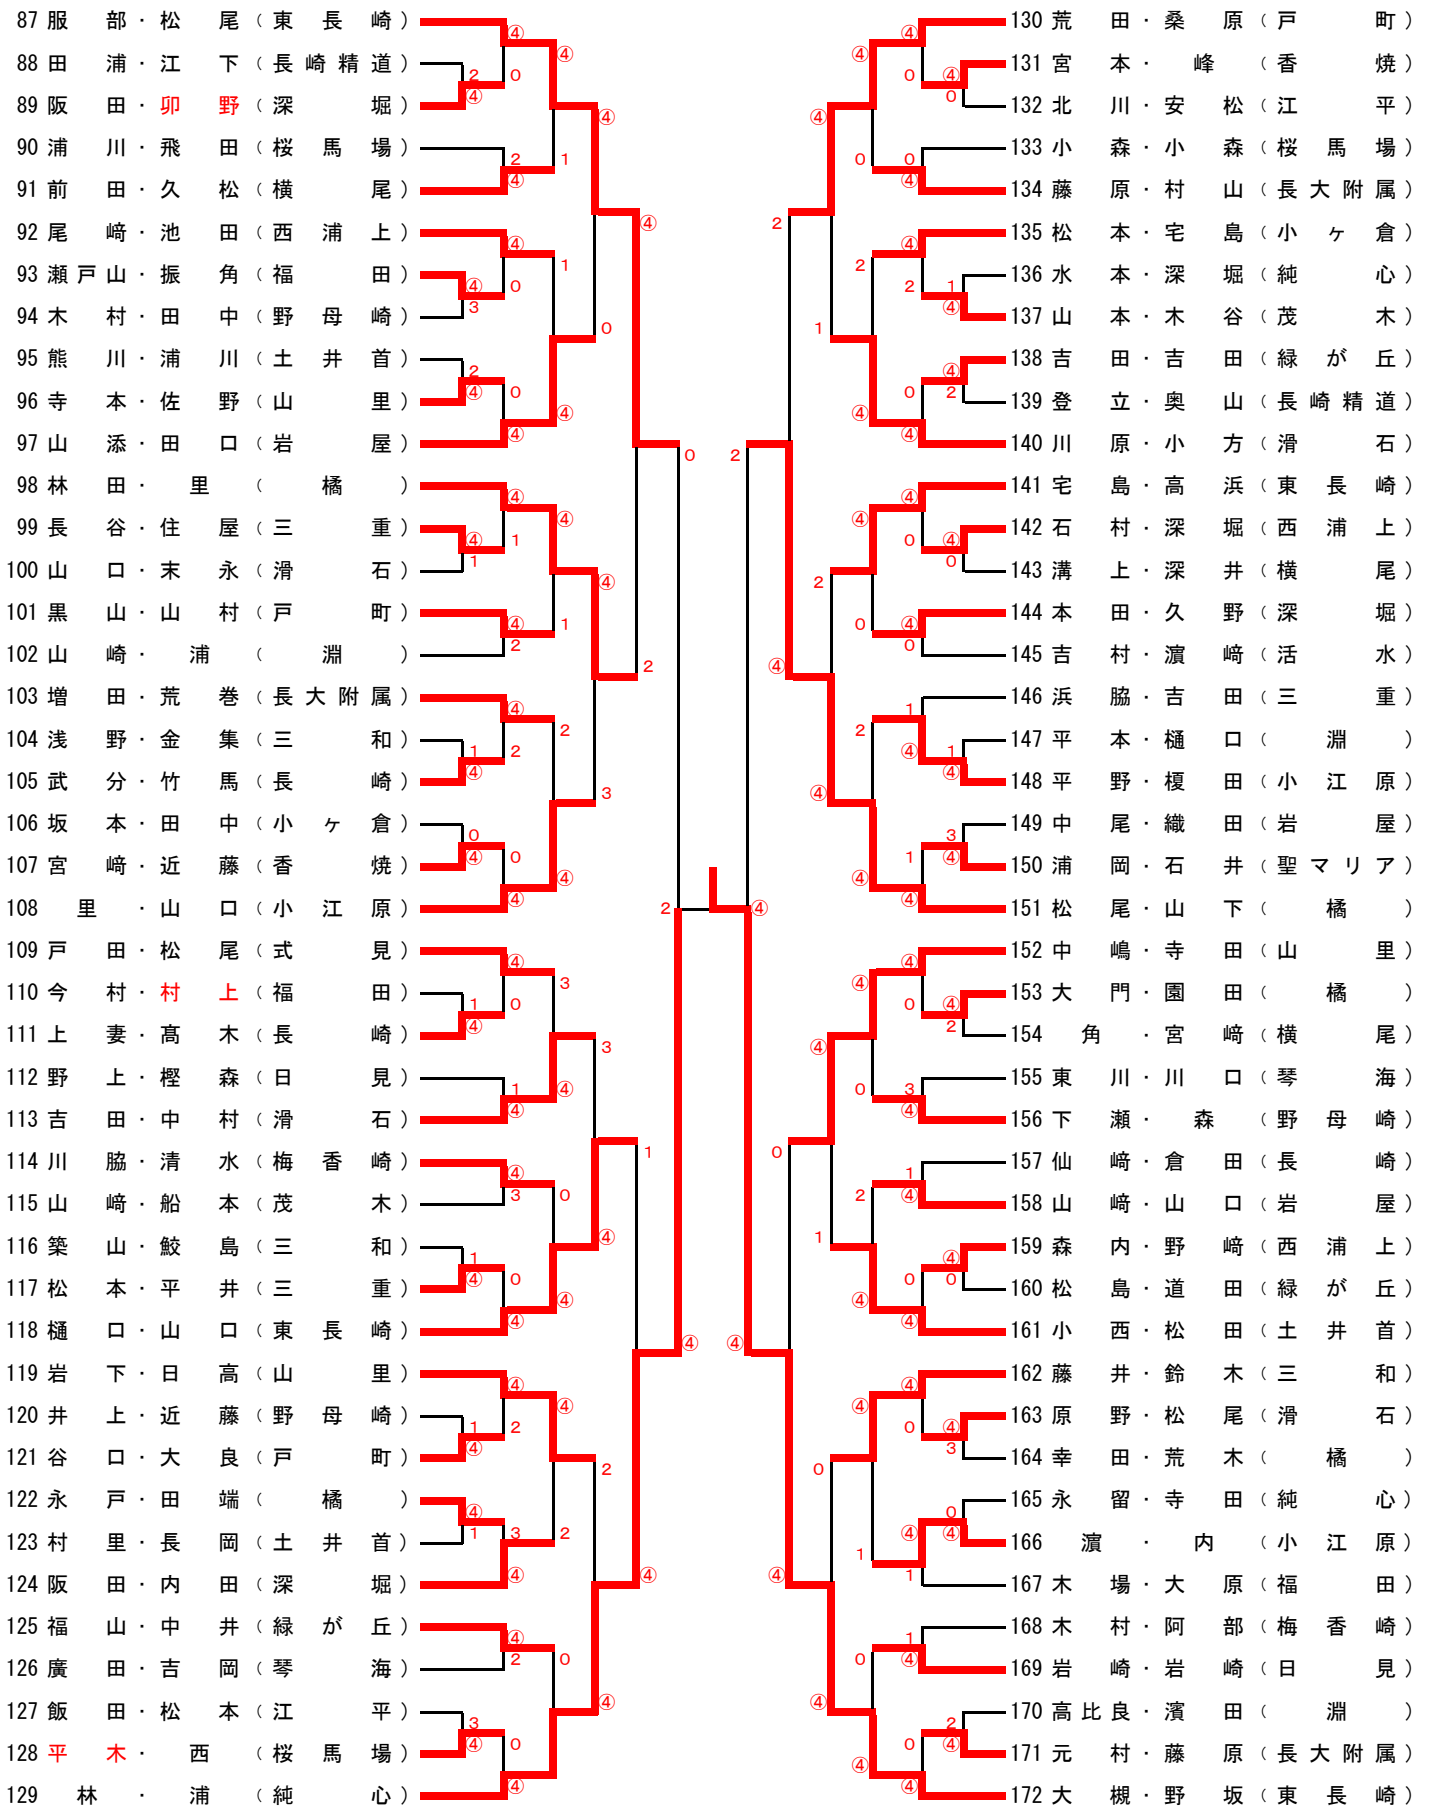 87 服部・松尾（東長崎）
88 田浦・江下（長崎精道）
89 阪田・卯野（深堀）
90 浦川・飛田（桜馬場）
91 前田・久松（横尾）
92 尾﨑・池田（西浦上）
93 瀬戸山・振角（福田）
94 木村・田中（野母崎）
95 熊川・浦川（土井首）
96 寺本・佐野（山里）
97 山添・田口（岩屋）
98 林田・里（橘）
99 長谷・住屋（三重）
100 山口・末永（滑石）
101 黒山・山村（戸町）
102 山崎・浦（淵）
103 増田・荒巻（長大附属）
104 浅野・金集（三和）
105 武分・竹馬（長崎）
106 坂本・田中（小ヶ倉）
107 宮﨑・近藤（香焼）
108 里・山口（小江原）
109 戸田・松尾（式見）
110 今村・村上（福田）
111 上妻・髙木（長崎）
112 野上・樫森（日見）
113 吉田・中村（滑石）
114 川脇・清水（梅香崎）
115 山﨑・船本（茂木）
116 築山・鮫島（三和）
117 松本・平井（三重）
118 樋口・山口（東長崎）
119 岩下・日高（山里）
120 井上・近藤（野母崎）
121 谷口・大良（戸町）
122 永戸・田端（橘）
123 村里・長岡（土井首）
124 阪田・内田（深堀）
125 福山・中井（緑が丘）
126 廣田・吉岡（琴海）
127 飯田・松本（江平）
128 平木・西（桜馬場）
129 林・浦（純心）
130 荒田・桑原（戸町）
131 宮本・峰（香焼）
132 北川・安松（江平）
133 小森・小森（桜馬場）
134 藤原・村山（長大附属）
135 松本・宅島（小ヶ倉）
136 水本・深堀（純心）
137 山本・木谷（茂木）
138 吉田・吉田（緑が丘）
139 登立・奥山（長崎精道）
140 川原・小方（滑石）
141 宅島・高浜（東長崎）
142 石村・深堀（西浦上）
143 溝上・深井（横尾）
144 本田・久野（深堀）
145 吉村・濵﨑（活水）
146 浜脇・吉田（三重）
147 平本・樋口（淵）
148 平野・榎田（小江原）
149 中尾・織田（岩屋）
150 浦岡・石井（聖マリア）
151 松尾・山下（橘）
152 中嶋・寺田（山里）
153 大門・園田（橘）
154 角・宮﨑（横尾）
155 東川・川口（琴海）
156 下瀬・森（野母崎）
157 仙﨑・倉田（長崎）
158 山﨑・山口（岩屋）
159 森内・野﨑（西浦上）
160 松島・道田（緑が丘）
161 小西・松田（土井首）
162 藤井・鈴木（三和）
163 原野・松尾（滑石）
164 幸田・荒木（橘）
165 永留・寺田（純心）
166 濵・内（小江原）
167 木場・大原（福田）
168 木村・阿部（梅香崎）
169 岩崎・岩崎（日見）
170 高比良・濱田（淵）
171 元村・藤原（長大附属）
172 大槻・野坂（東長崎）